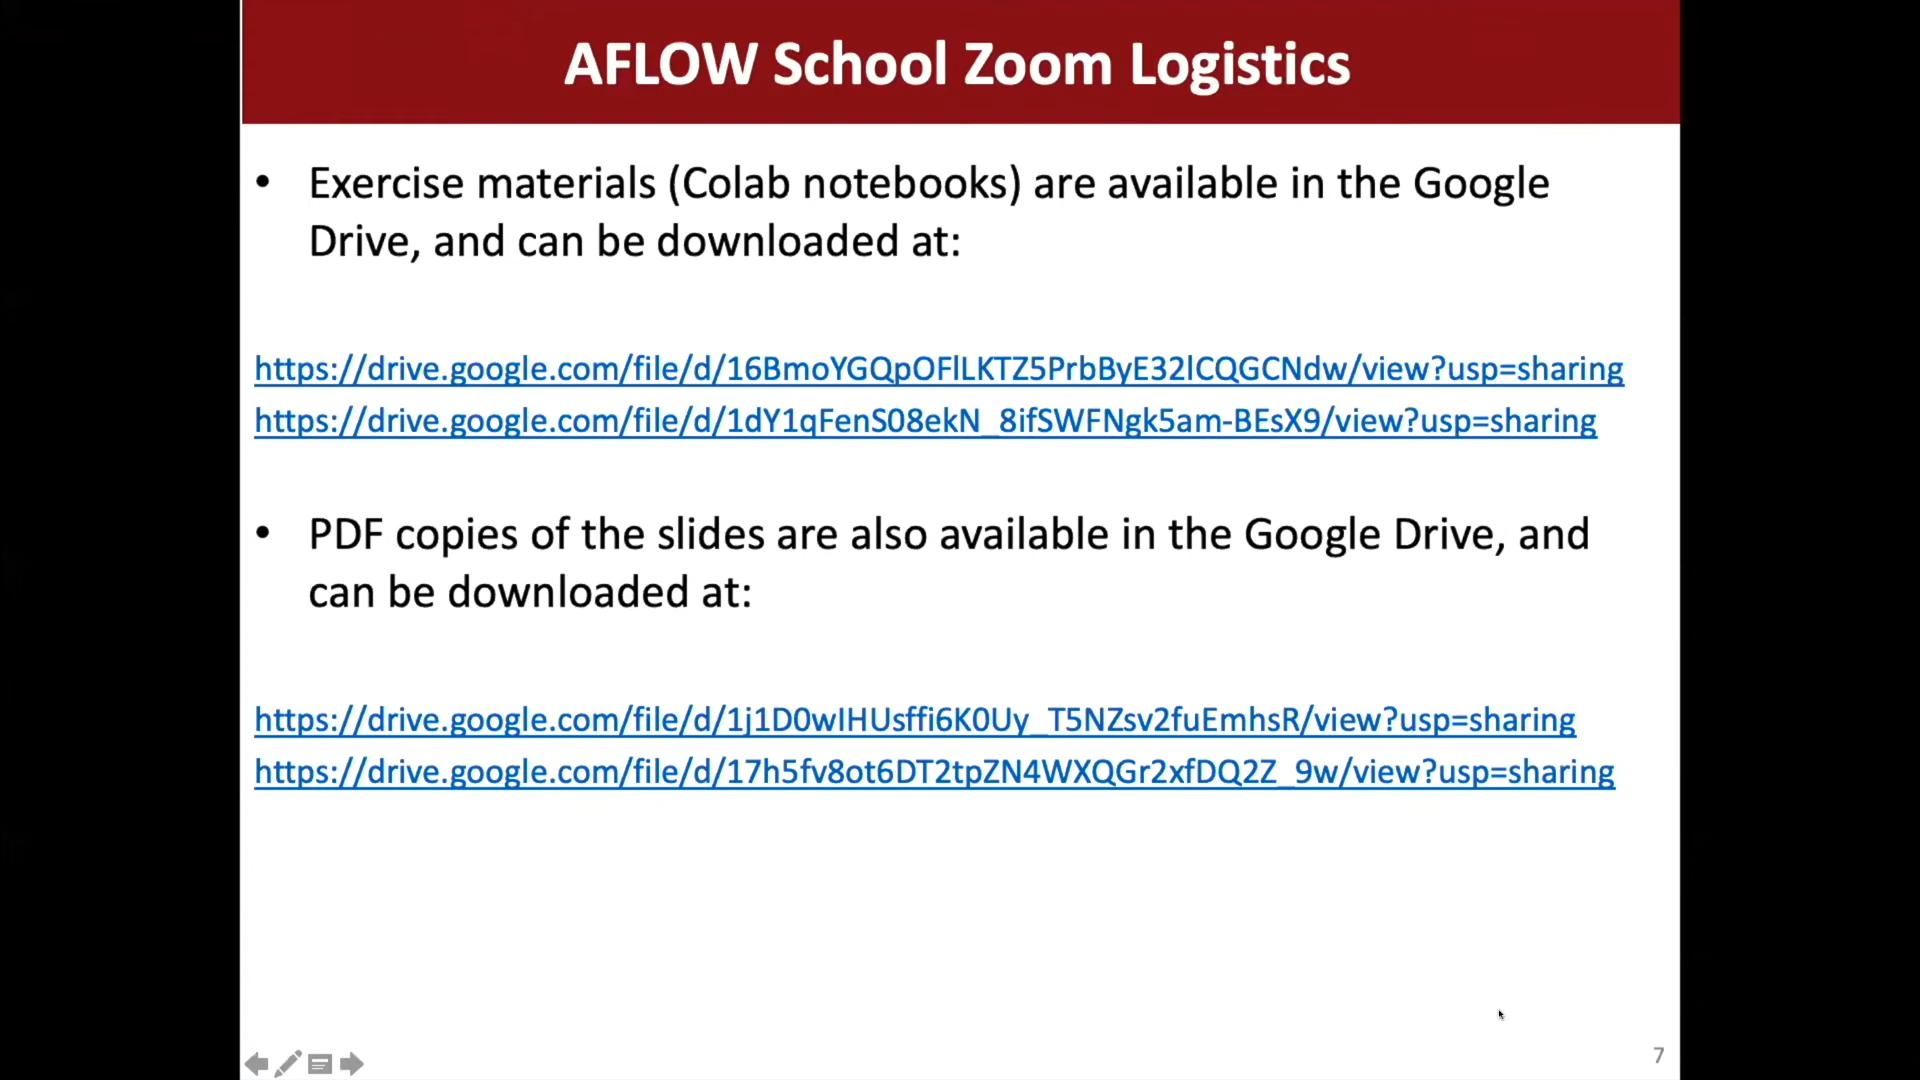 AFLOW School Zoom Logistics
• Exercise materials (Colab notebooks) are available in the Google
Drive, and can be downloaded at:
https://drive.google.com/file/d/16BmoYGQpOFlLKTZ5PrbByE32lCQGCNdw/view?usp=sharing
https://drive.google.com/file/d/1dY1qFenS08ekN_8ifSWFNgk5am-BEsX9/view?usp=sharing
• PDF copies of the slides are also available in the Google Drive, and
can be downloaded at:
https://drive.google.com/file/d/1j1D0wIHUsffi6K0Uy_T5NZsv2fuEmhsR/view?usp=sharing
https://drive.google.com/file/d/17h5fv8ot6DT2tpZN4WXQGr2xfDQ2Z_9w/view?usp=sharing
7